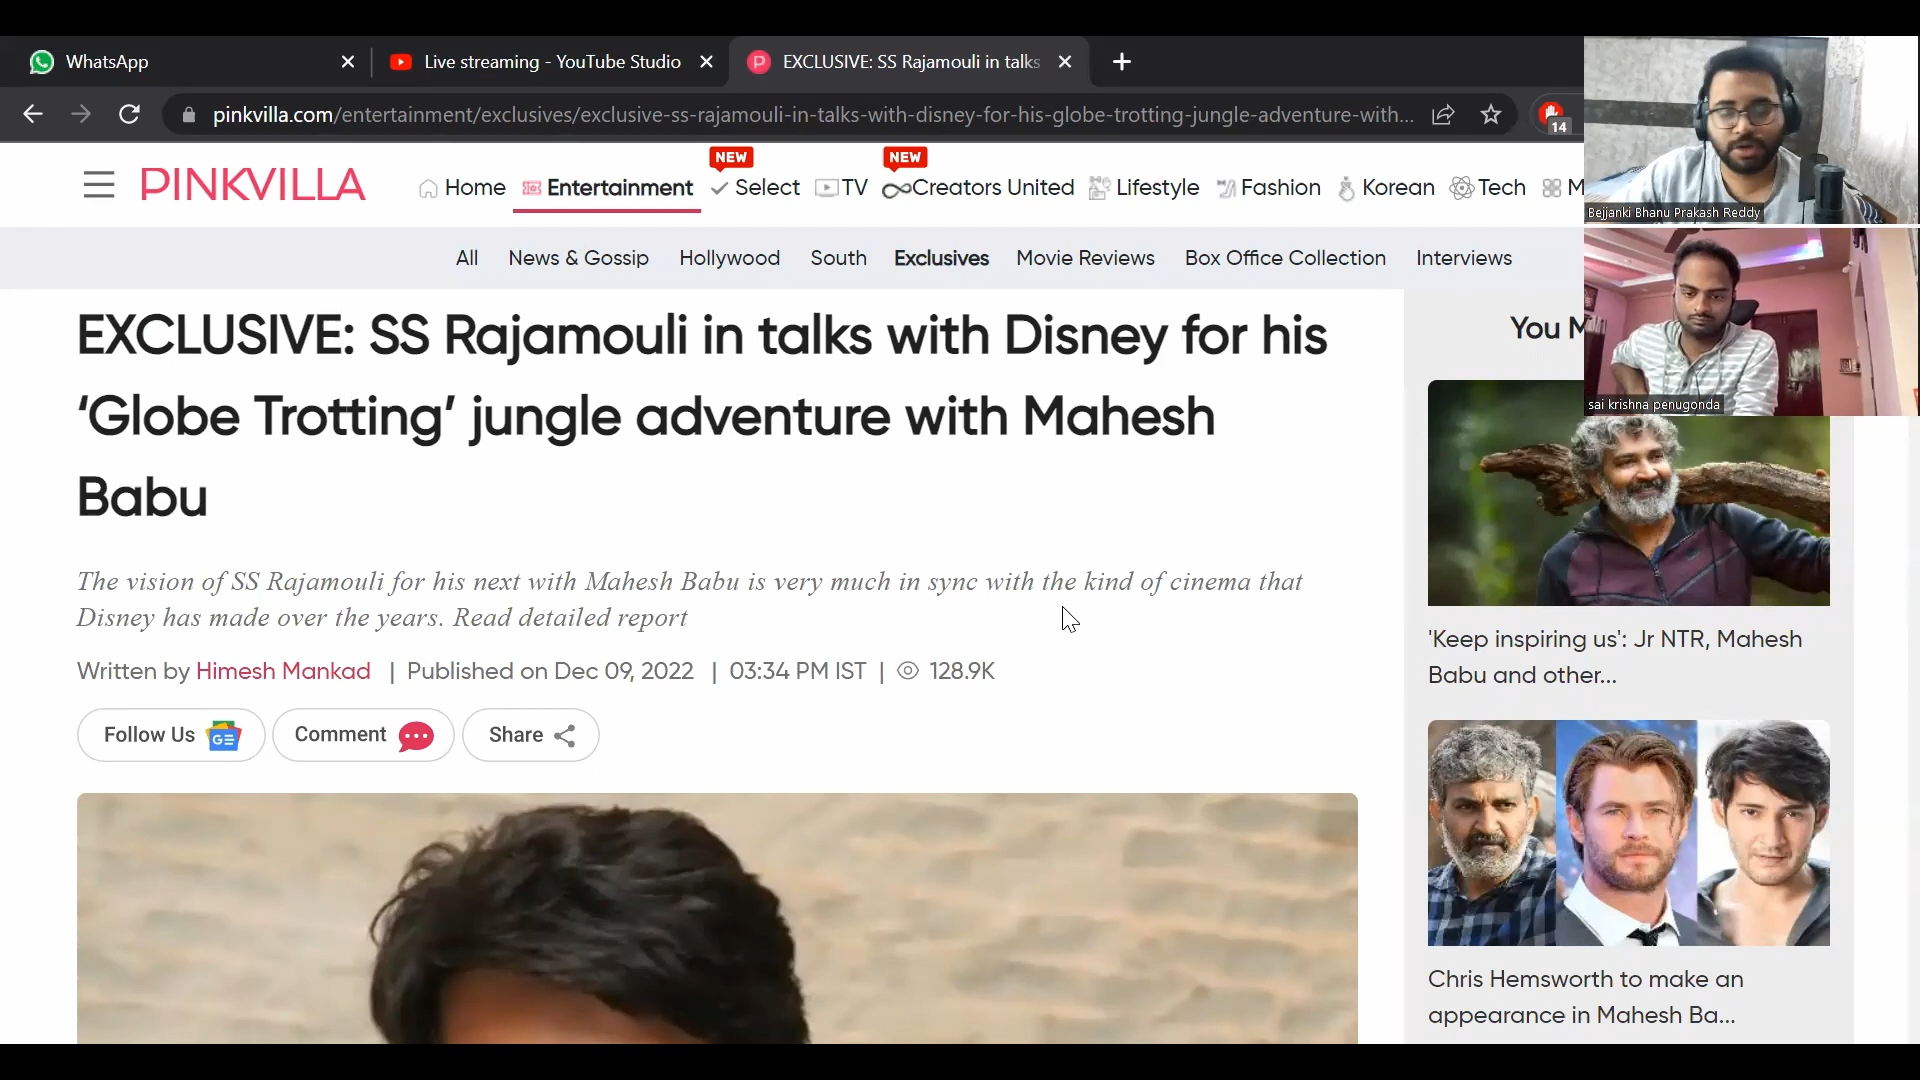 WhatsApp
Live streaming - YouTube Studio
EXCLUSIVE: SS Rajamouli in talks
pinkvilla.com/entertainment/exclusives/exclusive-ss-rajamouli-in-talks-with-disney-for-his-globe-trotting-jungle-adventure-with...
14
Bejjanki Bhanu Prakash Reddy
sai krishna penugonda
NEW
NEW
PINKVILLA
Home Entertainment Select TV Creators United Lifestyle Fashion Korean Tech M
All News & Gossip Hollywood South Exclusives Movie Reviews Box Office Collection Interviews
EXCLUSIVE: SS Rajamouli in talks with Disney for his
‘Globe Trotting’ jungle adventure with Mahesh
Babu
The vision of SS Rajamouli for his next with Mahesh Babu is very much in sync with the kind of cinema that
Disney has made over the years. Read detailed report
Written by Himesh Mankad | Published on Dec 09, 2022 | 03:34 PM IST | 128.9K
Follow Us GE Comment Share
You M
'Keep inspiring us': Jr NTR, Mahesh
Babu and other...
Chris Hemsworth to make an
appearance in Mahesh Ba...